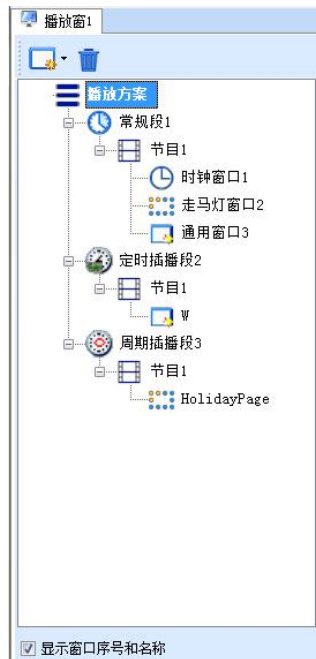 播放窗1
播放方案
常规段1
节目1
时钟窗口1
走马灯窗口2
通用窗口3
定时插播段2
节目1
W
周期插播段3
节目1
HolidayPage
显示窗口序号和名称